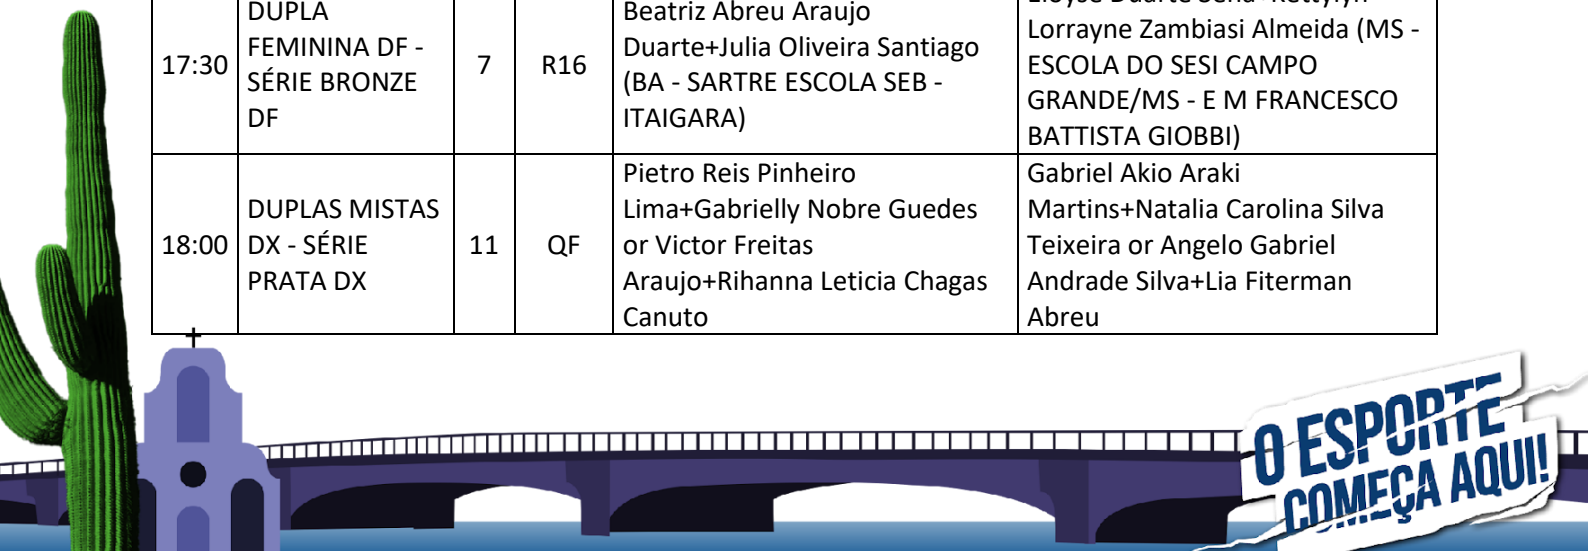 17:30
DUPLA
FEMININA DF -
SÉRIE BRONZE
DF
7
R16
Beatriz Abreu Araujo
Duarte+Julia Oliveira Santiago
(BA - SARTRE ESCOLA SEB -
ITAIGARA)
Lorrayne Zambiasi Almeida (MS -
ESCOLA DO SESI CAMPO
GRANDE/MS - E M FRANCESCO
BATTISTA GIOBBI)
18:00
DUPLAS MISTAS
DX - SÉRIE
PRATA DX
11
QF
Pietro Reis Pinheiro
Lima+Gabrielly Nobre Guedes
or Victor Freitas
Araujo+Rihanna Leticia Chagas
Canuto
Gabriel Akio Araki
Martins+Natalia Carolina Silva
Teixeira or Angelo Gabriel
Andrade Silva+Lia Fiterman
Abreu
O ESPORTE
COMEÇA AQUI!